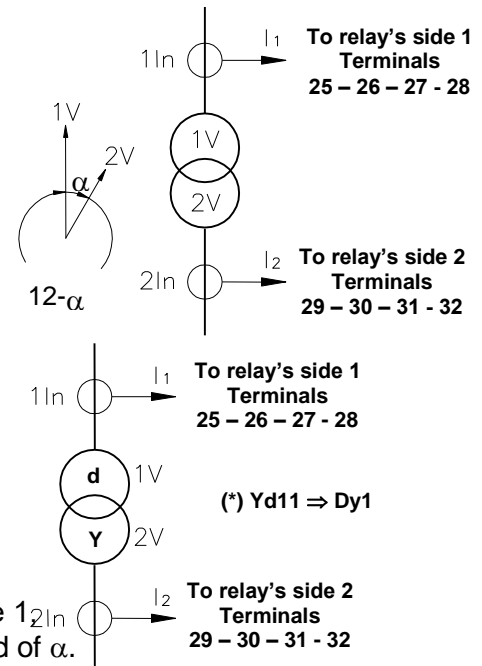 1In
I1
To relay's side 1
Terminals
25 – 26 – 27 - 28
1V
2V
α
12-α
1V
2V
2In
I2
To relay's side 2
Terminals
29 – 30 – 31 - 32
1In
I1
To relay's side 1
Terminals
25 – 26 – 27 - 28
d
1V
(*) Yd11 ⇒ Dy1
Y
2V
e 1,
2In
I2
To relay's side 2
Terminals
29 – 30 – 31 - 32
d of α.